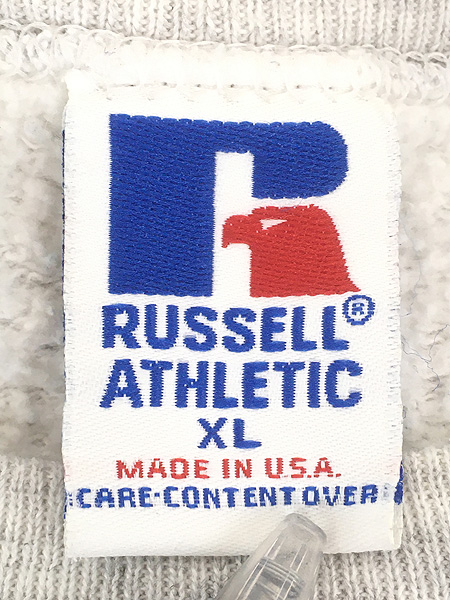 RUSSELL®
ATHLETIC
XL
MADE IN U.S.A.
CARE-CONTENT OVER